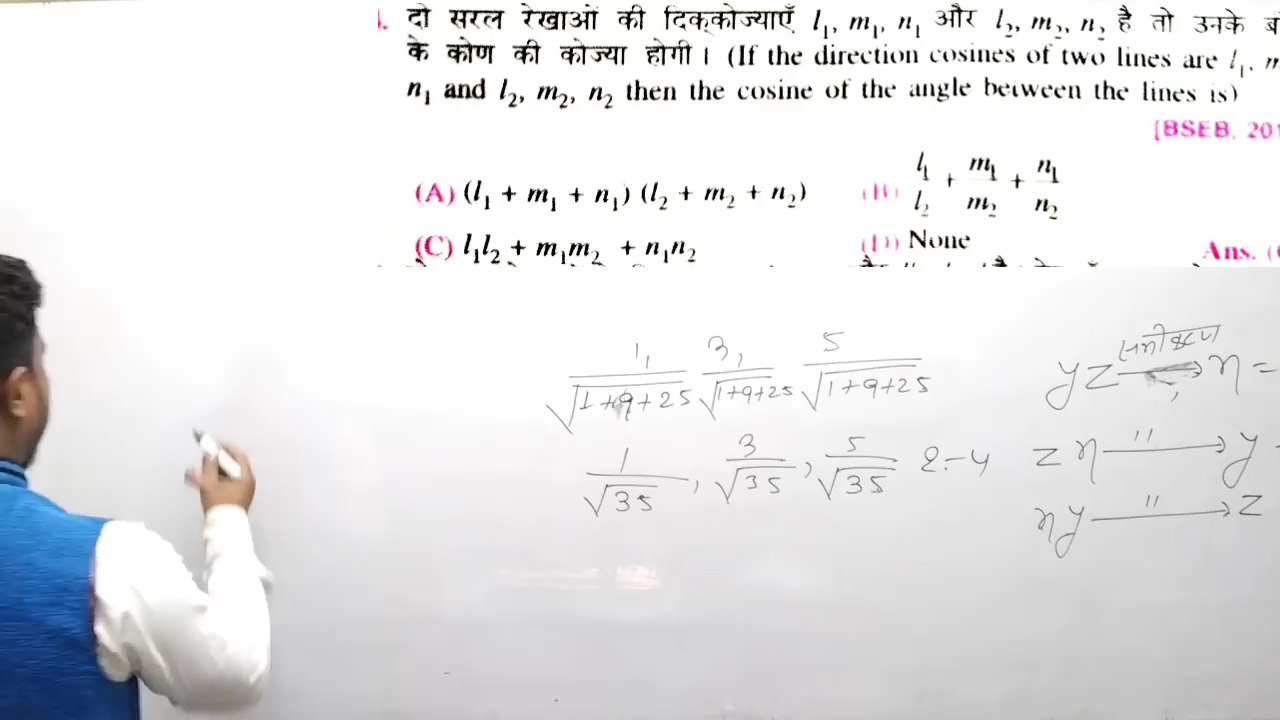 दो सरल रेखाओं की दिक्कोज्याएँ l₁, m₁, n₁ और l₂, m₂, n₂ है तो उनके
के कोण की कोज्या होगी। (If the direction cosines of two lines are l₁,
n₁ and l₂, m₂, n₂ then the cosine of the angle between the lines is)
[BSEB, 201
(A) (l₁ + m₁ + n₁) (l₂ + m₂ + n₂) (B) l₁/l₂ + m₁/m₂ + n₁/n₂
(C) l₁l₂ + m₁m₂ + n₁n₂ (D) None
Ans.
1/√1+9+25, 3/√1+9+25, 5/√1+9+25
1/√35, 3/√35, 5/√35
yz समीकरण → x =
zx " → y
xy " → z